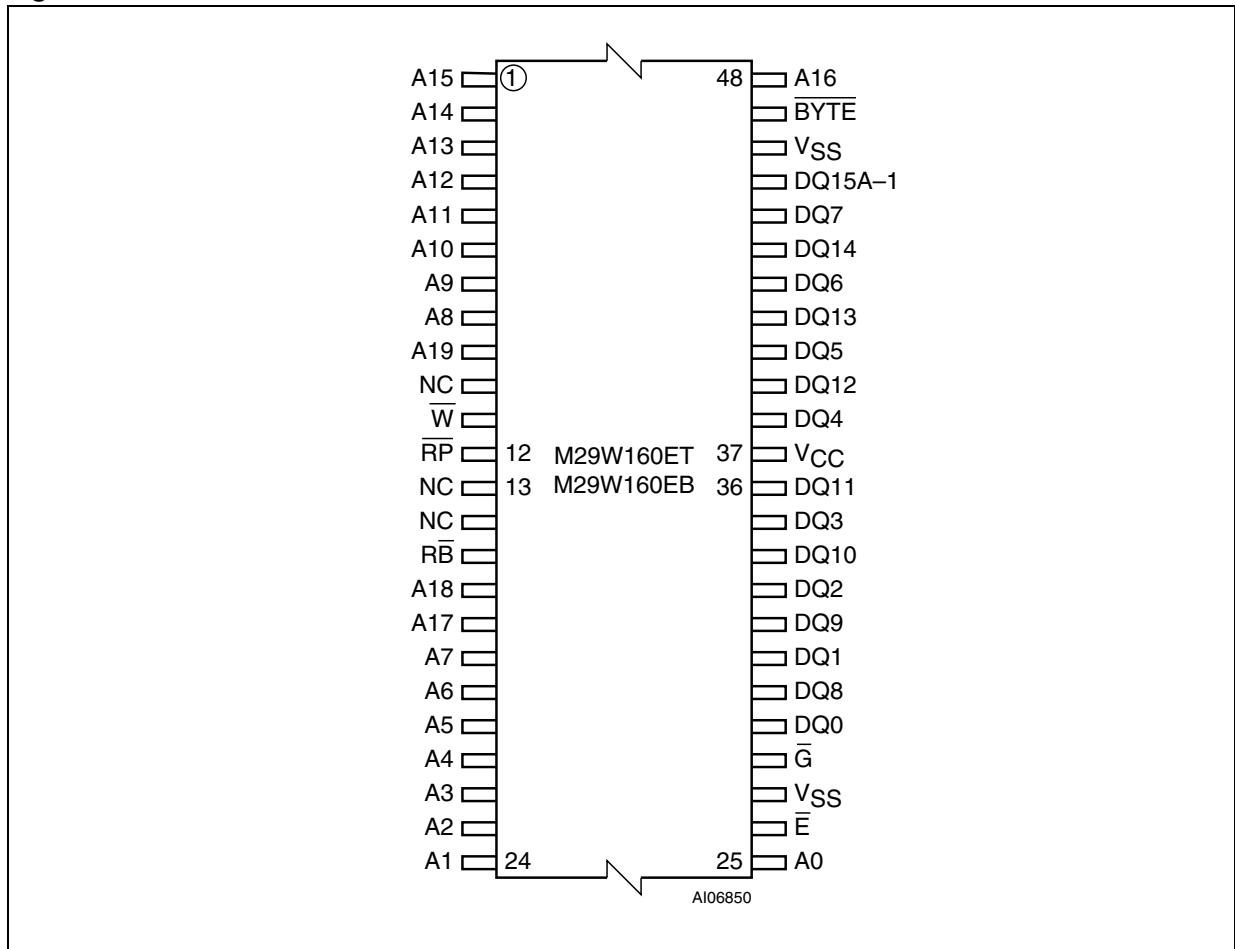 A15 ① 48 A16
A14 B̅Y̅T̅E̅
A13 VSS
A12 DQ15A–1
A11 DQ7
A10 DQ14
A9 DQ6
A8 DQ13
A19 DQ5
NC DQ12
W̅ DQ4
R̅P̅ 12 M29W160ET 37 VCC
NC 13 M29W160EB 36 DQ11
NC DQ3
RB̅ DQ10
A18 DQ2
A17 DQ9
A7 DQ1
A6 DQ8
A5 DQ0
A4 G̅
A3 VSS
A2 E̅
A1 24 25 A0
AI06850